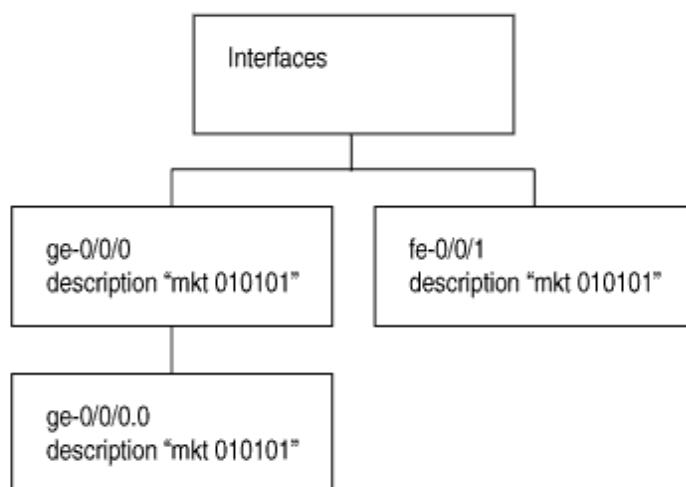 Interfaces
ge-0/0/0
description “mkt 010101”
fe-0/0/1
description “mkt 010101”
ge-0/0/0.0
description “mkt 010101”